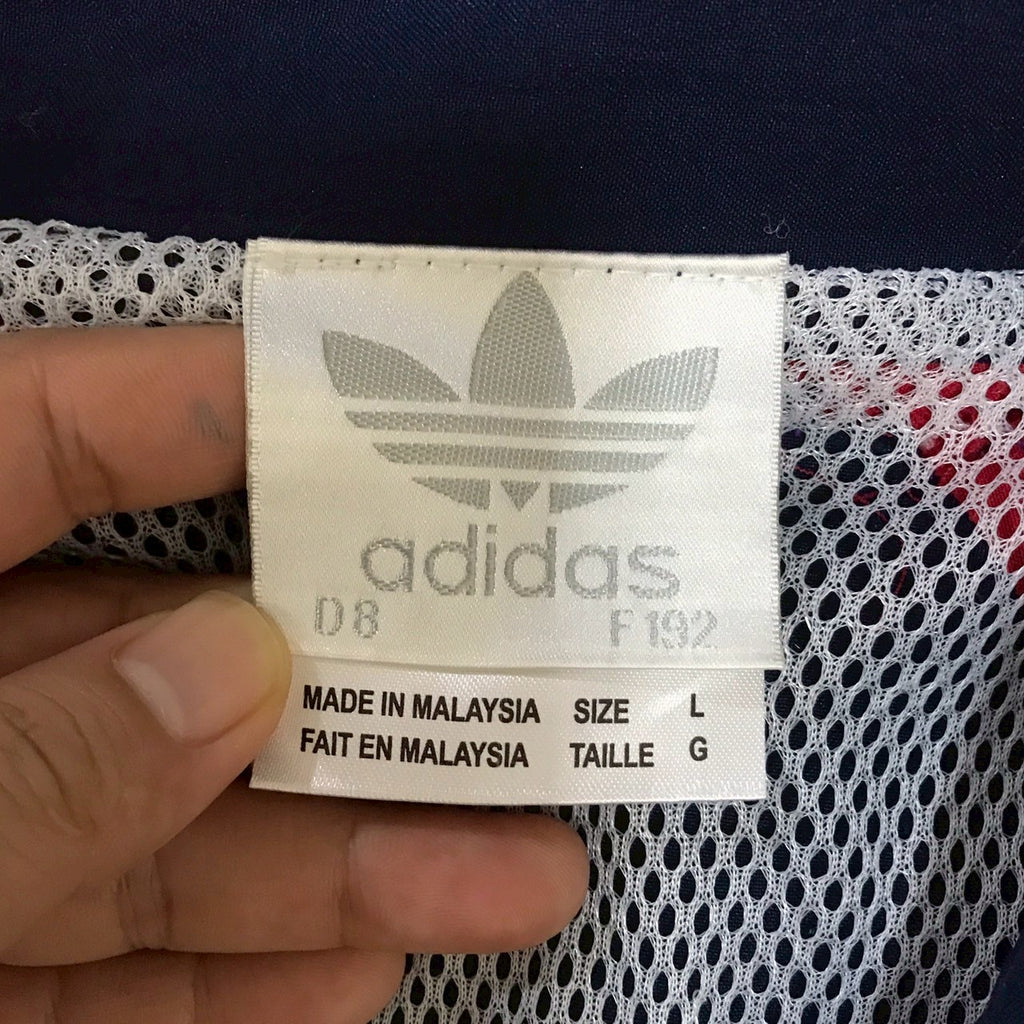 adidas
D8 F192
MADE IN MALAYSIA SIZE L
FAIT EN MALAYSIA TAILLE G